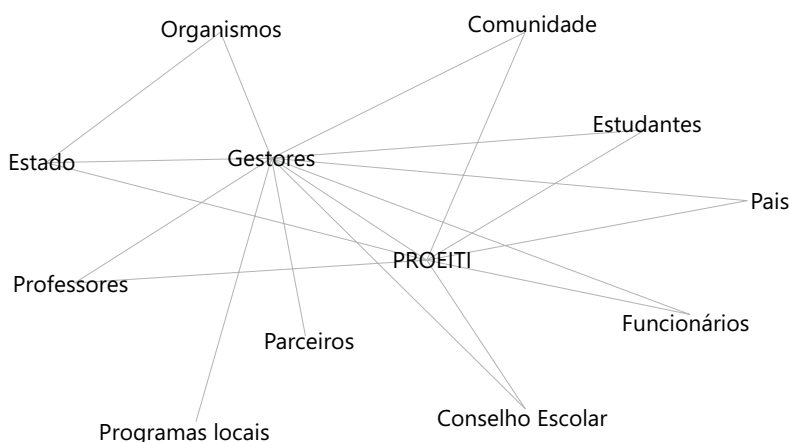 Organismos
Comunidade
Estudantes
Estado
Gestores
Pais
PROEITI
Professores
Funcionários
Parceiros
Conselho Escolar
Programas locais